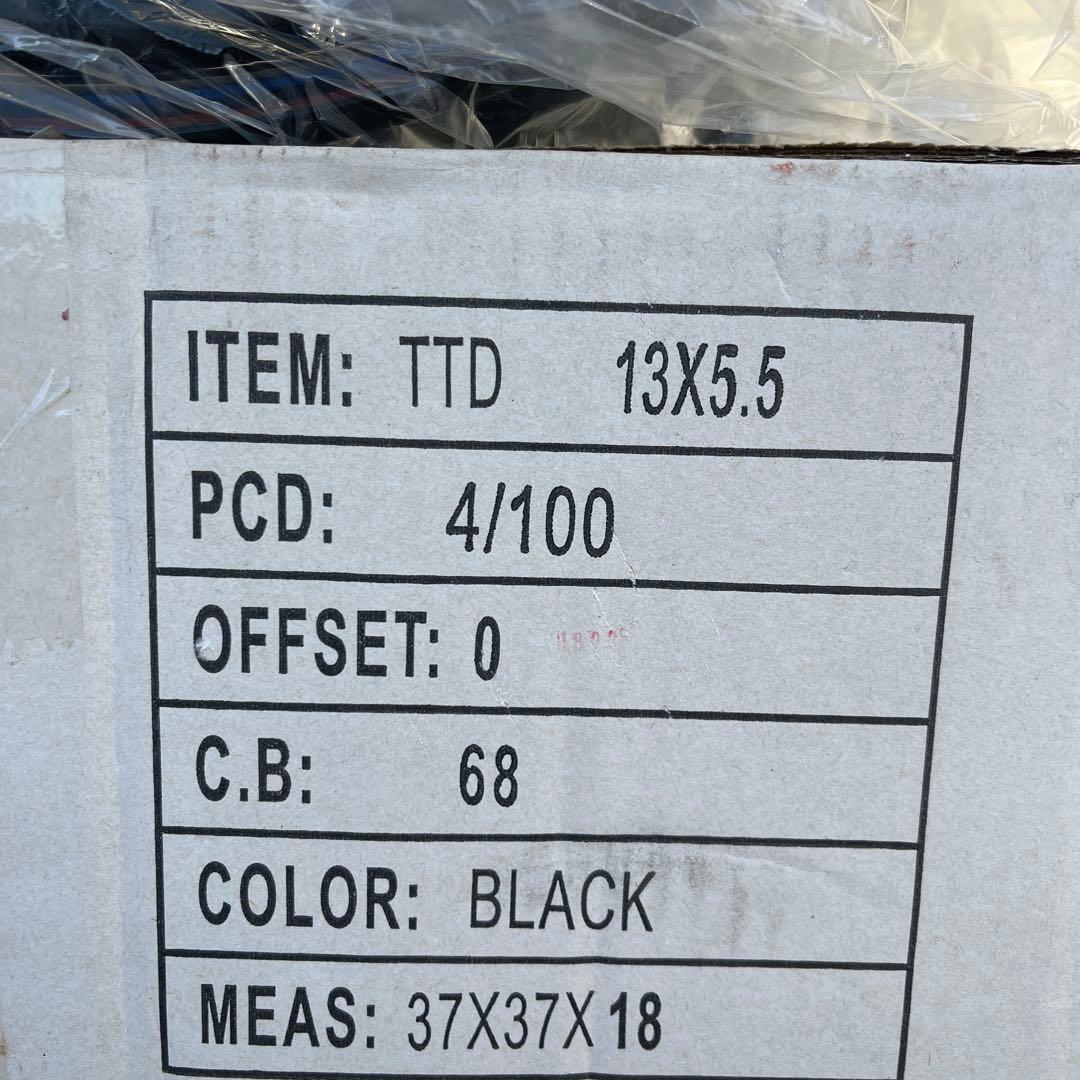 ITEM: TTD 13X5.5
PCD: 4/100
OFFSET: 0
C.B: 68
COLOR: BLACK
MEAS: 37X37X18